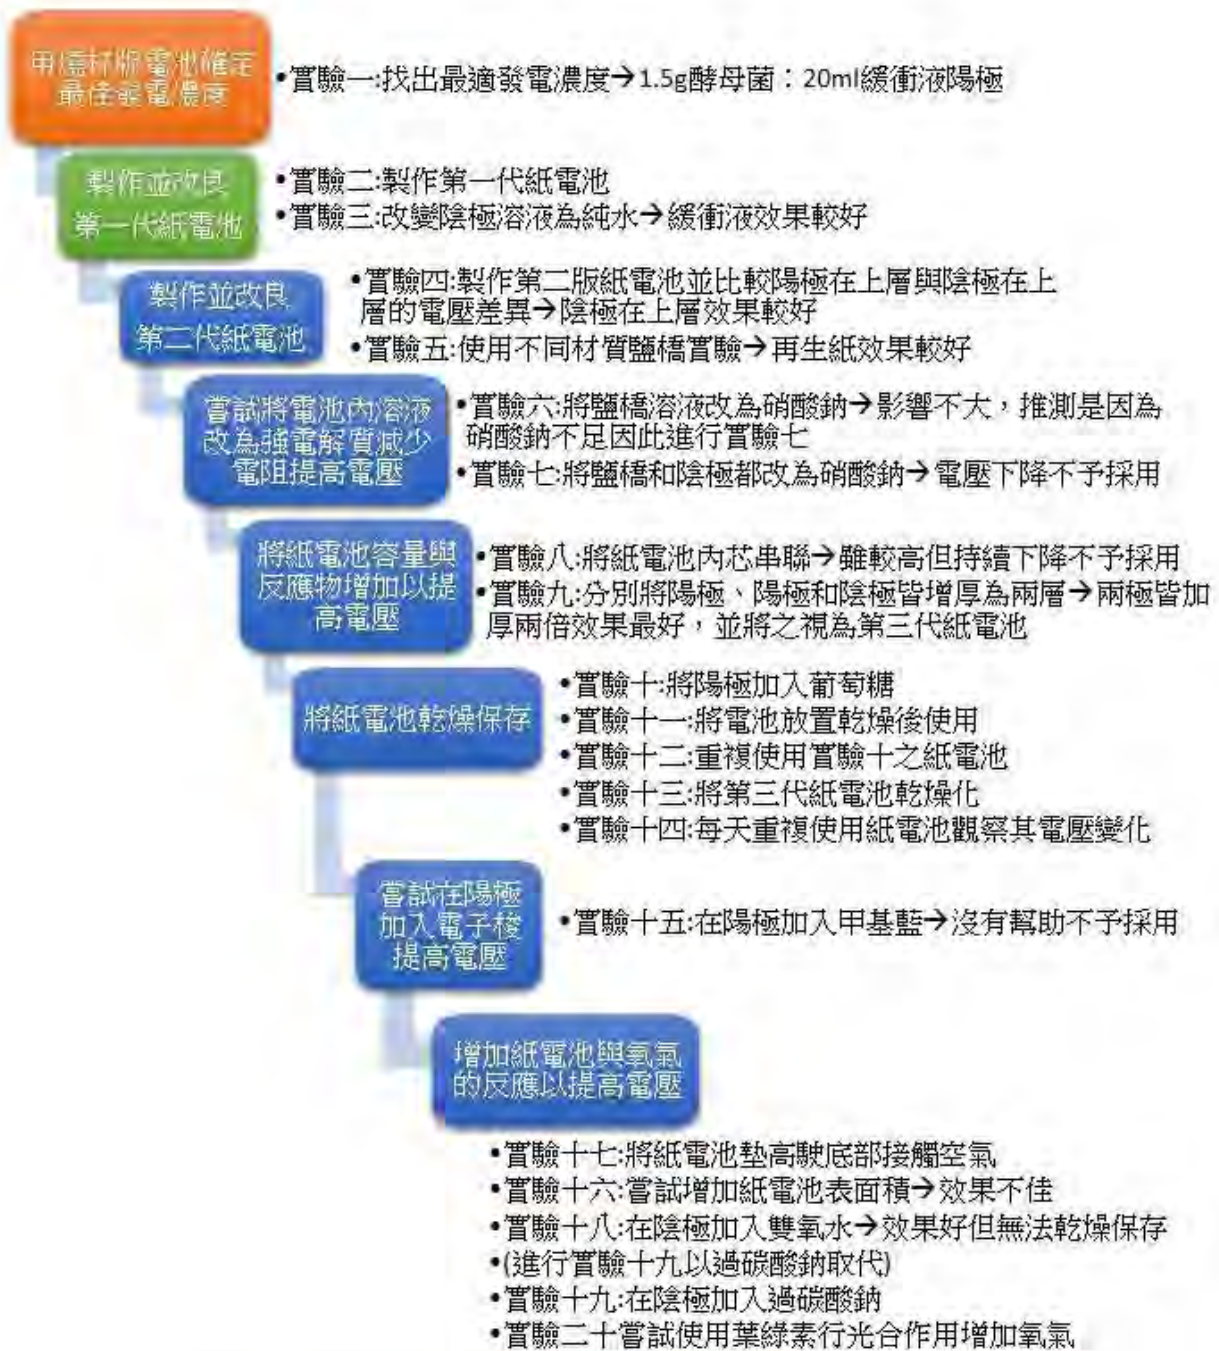 用廣材版電池確定
最佳發電濃度
•實驗一:找出最適發電濃度→1.5g酵母菌：20ml緩衝液陽極
製作並改良
第一代紙電池
•實驗二:製作第一代紙電池
•實驗三:改變陰極溶液為純水→緩衝液效果較好
製作並改良
第二代紙電池
•實驗四:製作第二版紙電池並比較陽極在上層與陰極在上
層的電壓差異→陰極在上層效果較好
•實驗五:使用不同材質鹽橋實驗→再生紙效果較好
嘗試將電池內溶液
改為強電解質減少
電阻提高電壓
•實驗六:將鹽橋溶液改為硝酸鈉→影響不大，推測是因為
硝酸鈉不足因此進行實驗七
•實驗七:將鹽橋和陰極都改為硝酸鈉→電壓下降不予採用
將紙電池容量與
反應物增加以提
高電壓
•實驗八:將紙電池內芯串聯→雖較高但持續下降不予採用
•實驗九:分別將陽極、陽極和陰極皆增厚為兩層→兩極皆加
厚兩倍效果最好，並將之視為第三代紙電池
將紙電池乾燥保存
•實驗十:將陽極加入葡萄糖
•實驗十一:將電池放置乾燥後使用
•實驗十二:重複使用實驗十之紙電池
•實驗十三:將第三代紙電池乾燥化
•實驗十四:每天重複使用紙電池觀察其電壓變化
嘗試在陽極
加入電子梭
提高電壓
•實驗十五:在陽極加入甲基藍→沒有幫助不予採用
增加紙電池與氧氣
的反應以提高電壓
•實驗十七:將紙電池墊高駛底部接觸空氣
•實驗十六:嘗試增加紙電池表面積→效果不佳
•實驗十八:在陰極加入雙氧水→效果好但無法乾燥保存
•(進行實驗十九以過碳酸鈉取代)
•實驗十九:在陰極加入過碳酸鈉
•實驗二十嘗試使用葉綠素行光合作用增加氧氣